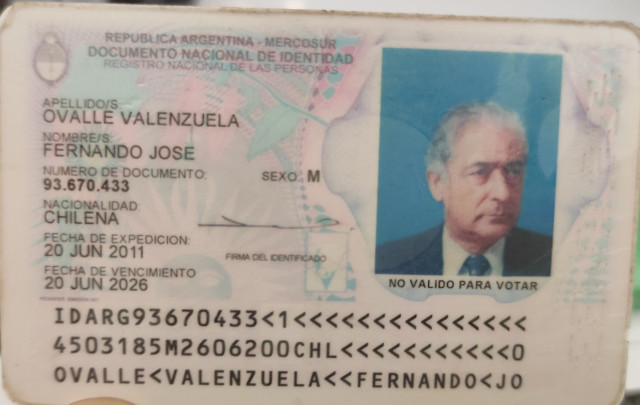 REPUBLICA ARGENTINA - MERCOSUR
DOCUMENTO NACIONAL DE IDENTIDAD
REGISTRO NACIONAL DE LAS PERSONAS
APELLIDO/S
OVALLE VALENZUELA
NOMBRE/S
FERNANDO JOSE
NUMERO DE DOCUMENTO: SEXO: M
93.670.433
NACIONALIDAD
CHILENA
FECHA DE EXPEDICION:
20 JUN 2011
FIRMA DEL IDENTIFICADO
FECHA DE VENCIMIENTO
20 JUN 2026
NO VALIDO PARA VOTAR
IDARG93670433<1<<<<<<<<<<<<<<<
4503185M2606200CHL<<<<<<<<<<<0
OVALLE<VALENZUELA<<FERNANDO<JO